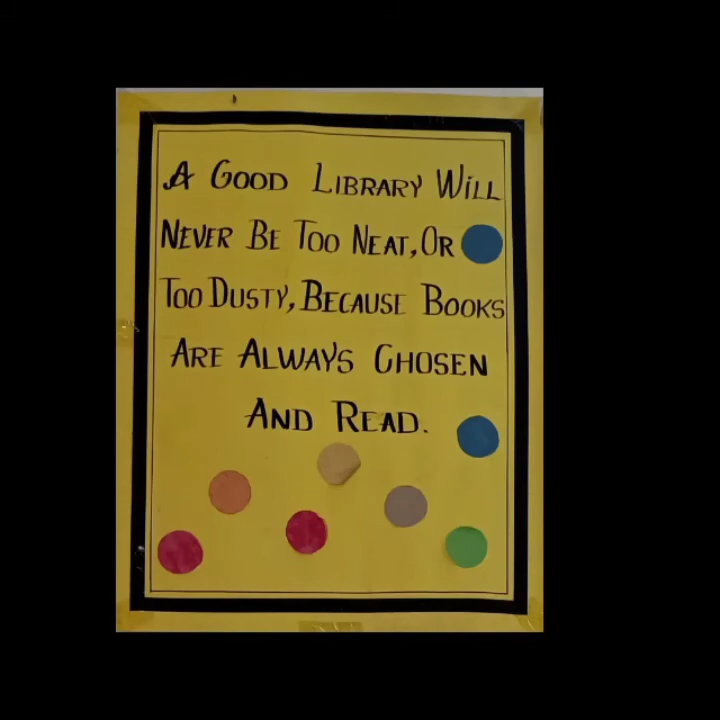 A Good Library Will
Never Be Too Neat, Or
Too Dusty, Because Books
Are Always Chosen
And Read.